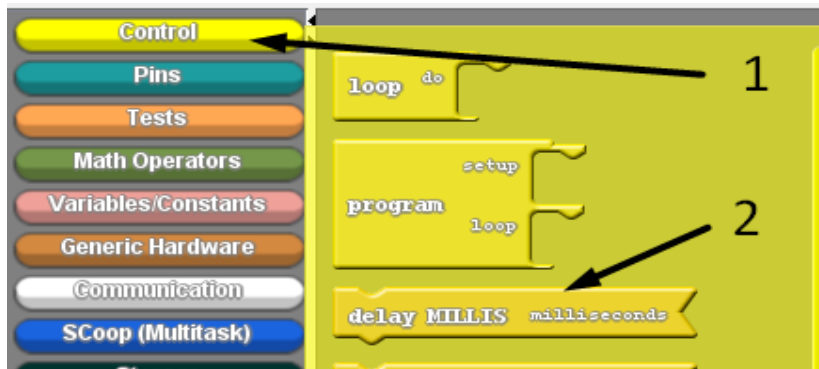 Control
Pins
Tests
Math Operators
Variables/Constants
Generic Hardware
Communication
SCoop (Multitask)
loop do
program setup
loop
delay MILLIS milliseconds
1
2